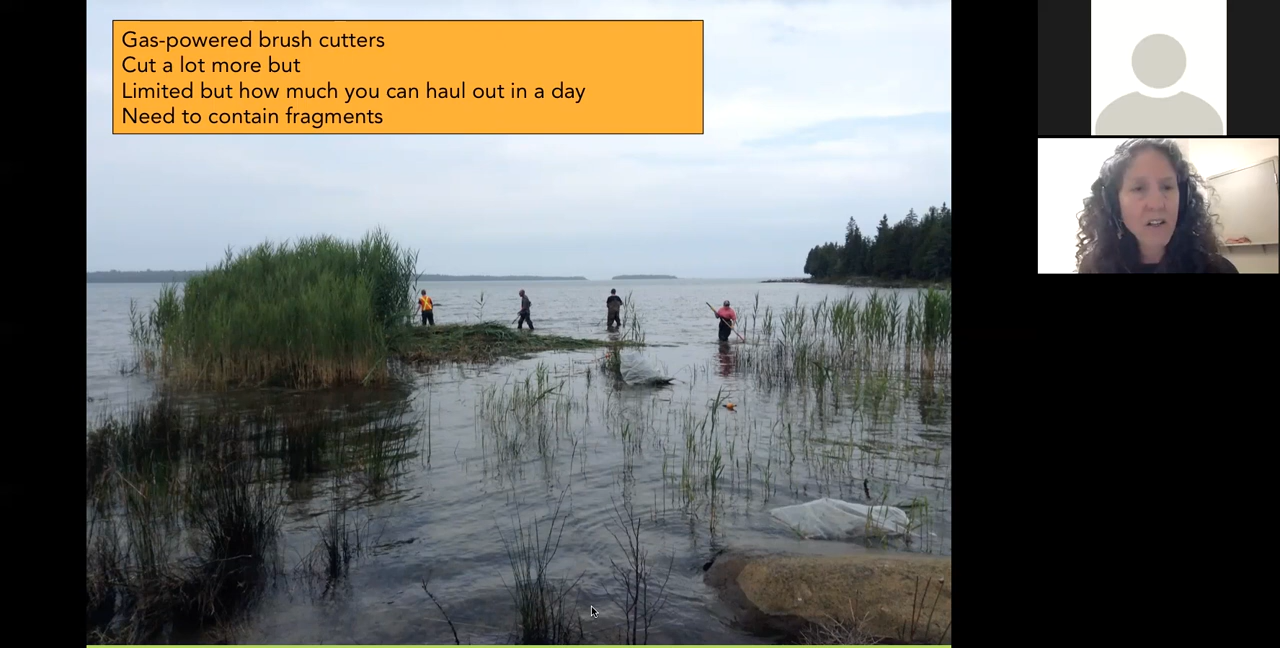 Gas-powered brush cutters
Cut a lot more but
Limited but how much you can haul out in a day
Need to contain fragments